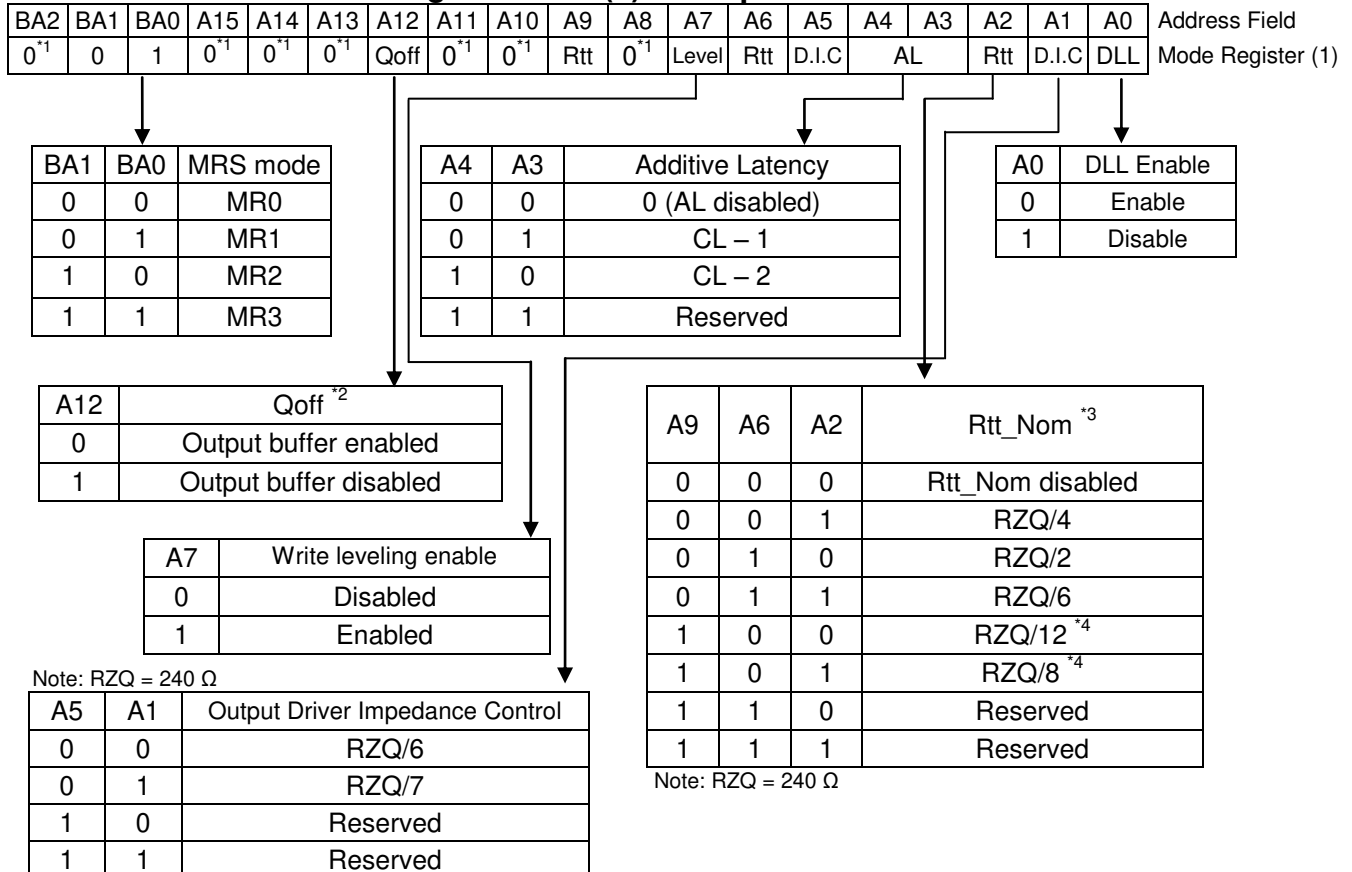 BA2 BA1 BA0 A15 A14 A13 A12 A11 A10 A9 A8 A7 A6 A5 A4 A3 A2 A1 A0 Address Field
0*1 0 1 0*1 0*1 0*1 Qoff 0*1 0*1 Rtt 0*1 Level Rtt D.I.C AL Rtt D.I.C DLL Mode Register (1)
BA1 BA0 MRS mode
0 0 MR0
0 1 MR1
1 0 MR2
1 1 MR3
A4 A3 Additive Latency
0 0 0 (AL disabled)
0 1 CL – 1
1 0 CL – 2
1 1 Reserved
A0 DLL Enable
0 Enable
1 Disable
A12 Qoff *2
0 Output buffer enabled
1 Output buffer disabled
A7 Write leveling enable
0 Disabled
1 Enabled
Note: RZQ = 240 Ω
A5 A1 Output Driver Impedance Control
0 0 RZQ/6
0 1 RZQ/7
1 0 Reserved
1 1 Reserved
A9 A6 A2 Rtt_Nom *3
0 0 0 Rtt_Nom disabled
0 0 1 RZQ/4
0 1 0 RZQ/2
0 1 1 RZQ/6
1 0 0 RZQ/12 *4
1 0 1 RZQ/8 *4
1 1 0 Reserved
1 1 1 Reserved
Note: RZQ = 240 Ω